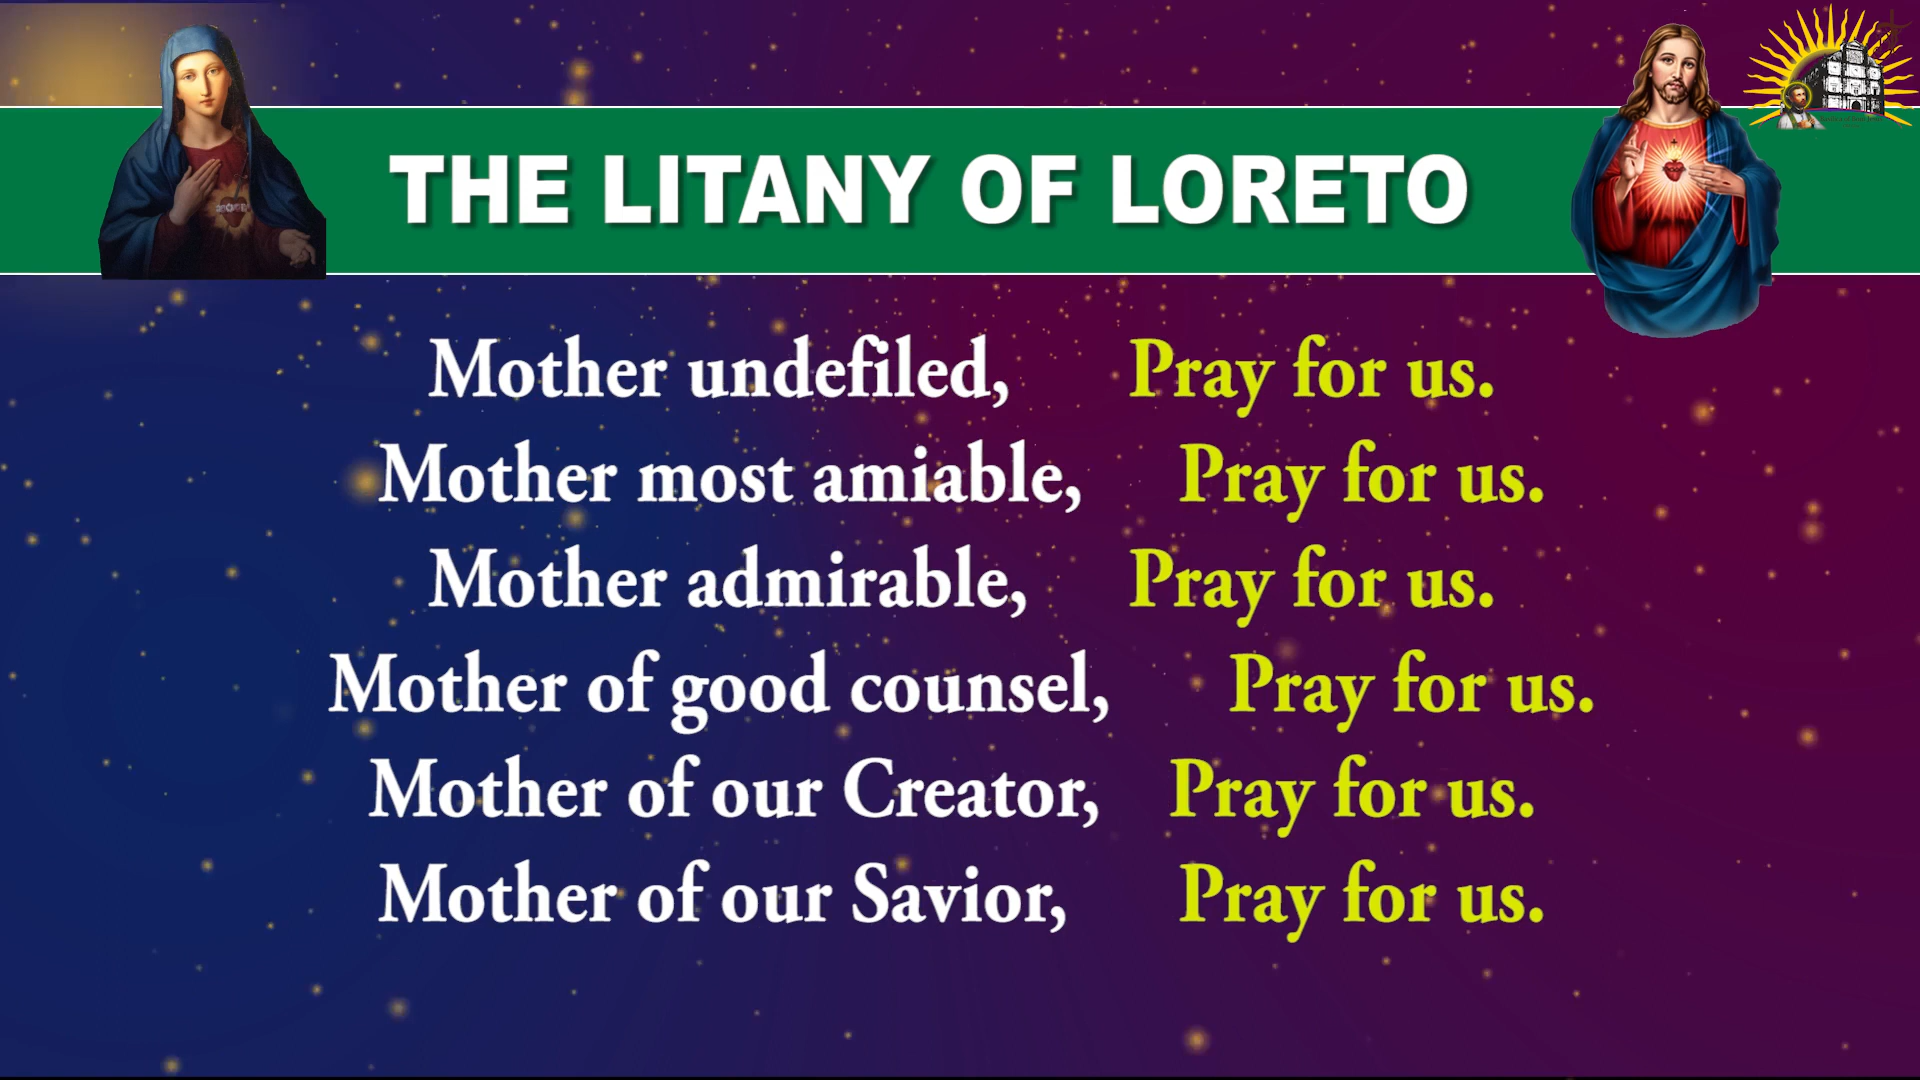 THE LITANY OF LORETO
Mother undefiled, Pray for us.
Mother most amiable, Pray for us.
Mother admirable, Pray for us.
Mother of good counsel, Pray for us.
Mother of our Creator, Pray for us.
Mother of our Savior, Pray for us.